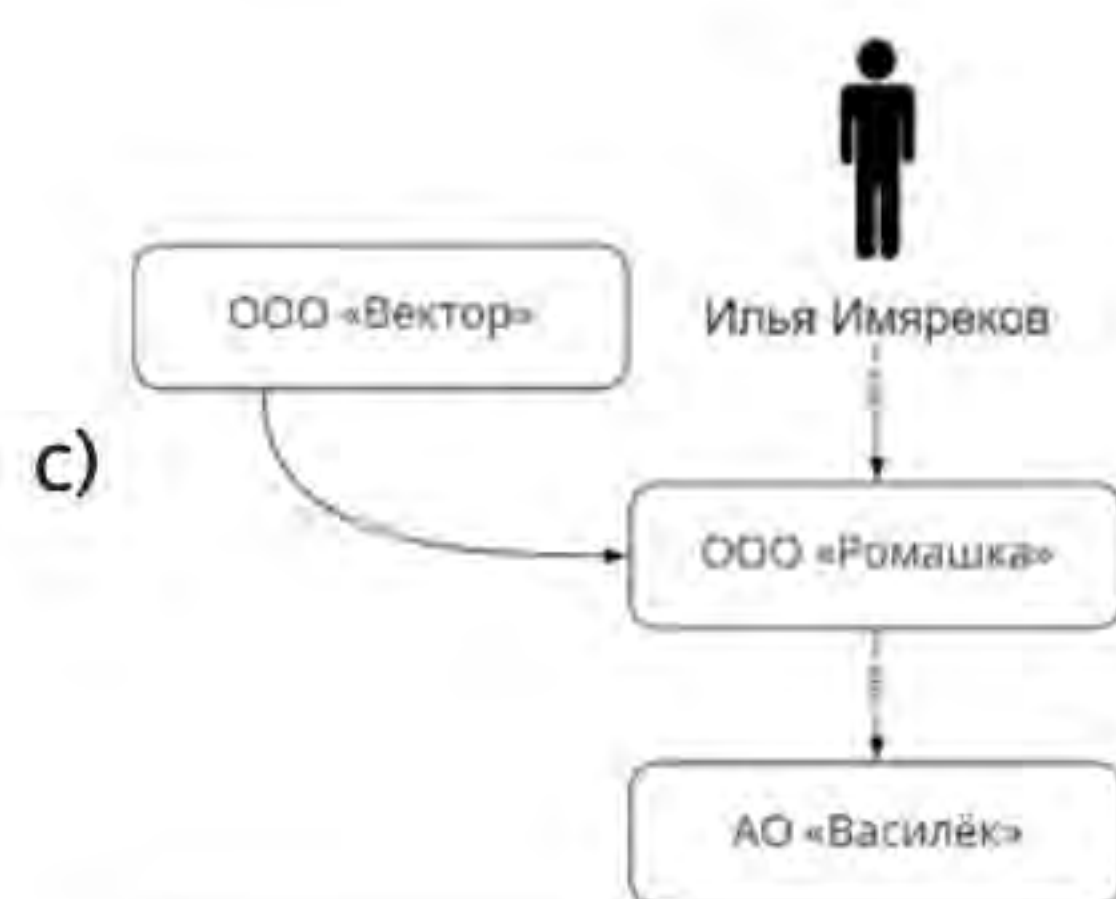 ООО «Вектор»
Илья Имяреков
c)
ООО «Ромашка»
АО «Василёк»